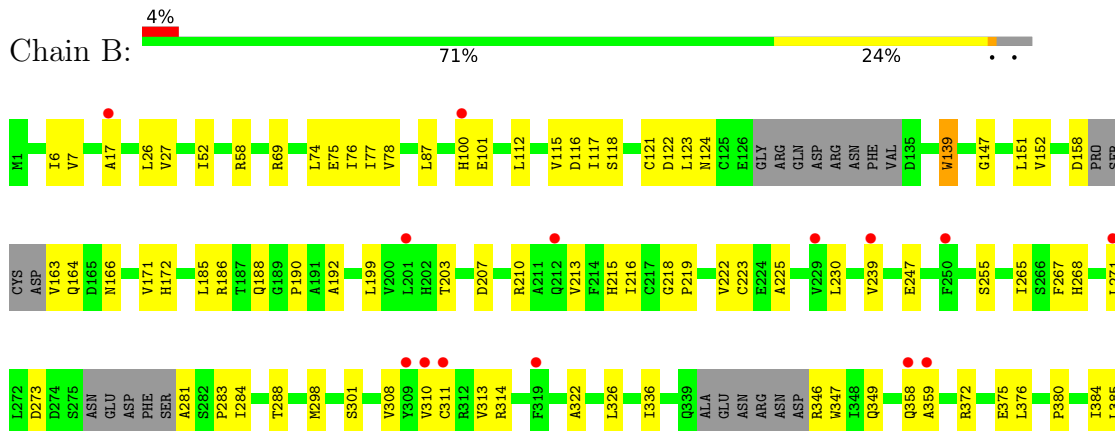 4%
Chain B:
71% 24% • •
M1 I6 V7 A17 L26 V27 I52 R58 R69 L74 E75 I76 I77 V78 L87 H100 E101 L112 V115 D116 I117 S118 C121 D122 L123 N124 C125 E126 GLY ARG GLN ASP ARG ASN PHE VAL D135 W139 G147 L151 V152 D158 PRO SER
CYS ASP V163 Q164 D165 N166 V171 H172 L185 R186 T187 Q188 G189 P190 A191 A192 L199 V200 L201 H202 T203 D207 R210 A211 Q212 V213 F214 H215 I216 C217 G218 P219 V222 C223 E224 A225 V229 L230 V239 E247 F250 S255 I265 S266 F267 H268 L271
L272 D273 D274 S275 ASN GLU ASP PHE SER A281 S282 P283 I284 T288 M298 S301 V308 Y309 V310 C311 R312 V313 R314 F319 A322 L326 I336 Q339 ALA GLU ASN ARG ASN ASP R346 W347 I348 Q349 Q358 A359 R372 E375 L376 P380 I384 L385